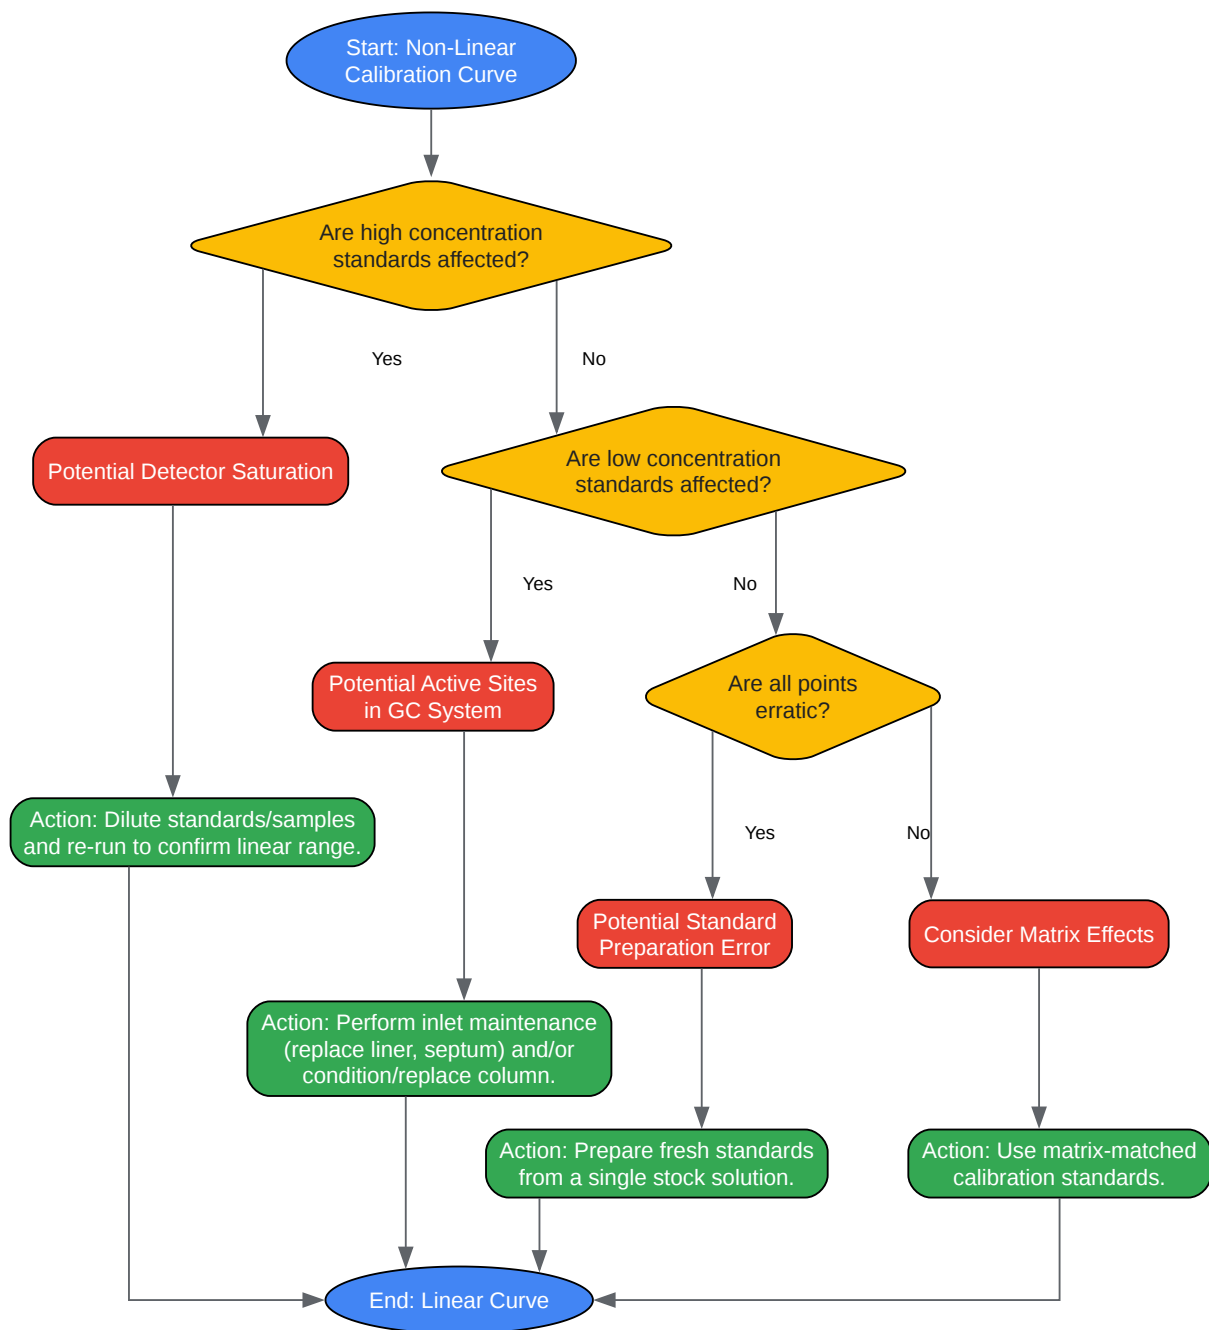 Start: Non-Linear
Calibration Curve
Are high concentration
standards affected?
Yes
No
Potential Detector Saturation
Are low concentration
standards affected?
Yes
No
Potential Active Sites
in GC System
Are all points
erratic?
Action: Dilute standards/samples
and re-run to confirm linear range.
Yes
No
Potential Standard
Preparation Error
Consider Matrix Effects
Action: Perform inlet maintenance
(replace liner, septum) and/or
condition/replace column.
Action: Prepare fresh standards
from a single stock solution.
Action: Use matrix-matched
calibration standards.
End: Linear Curve